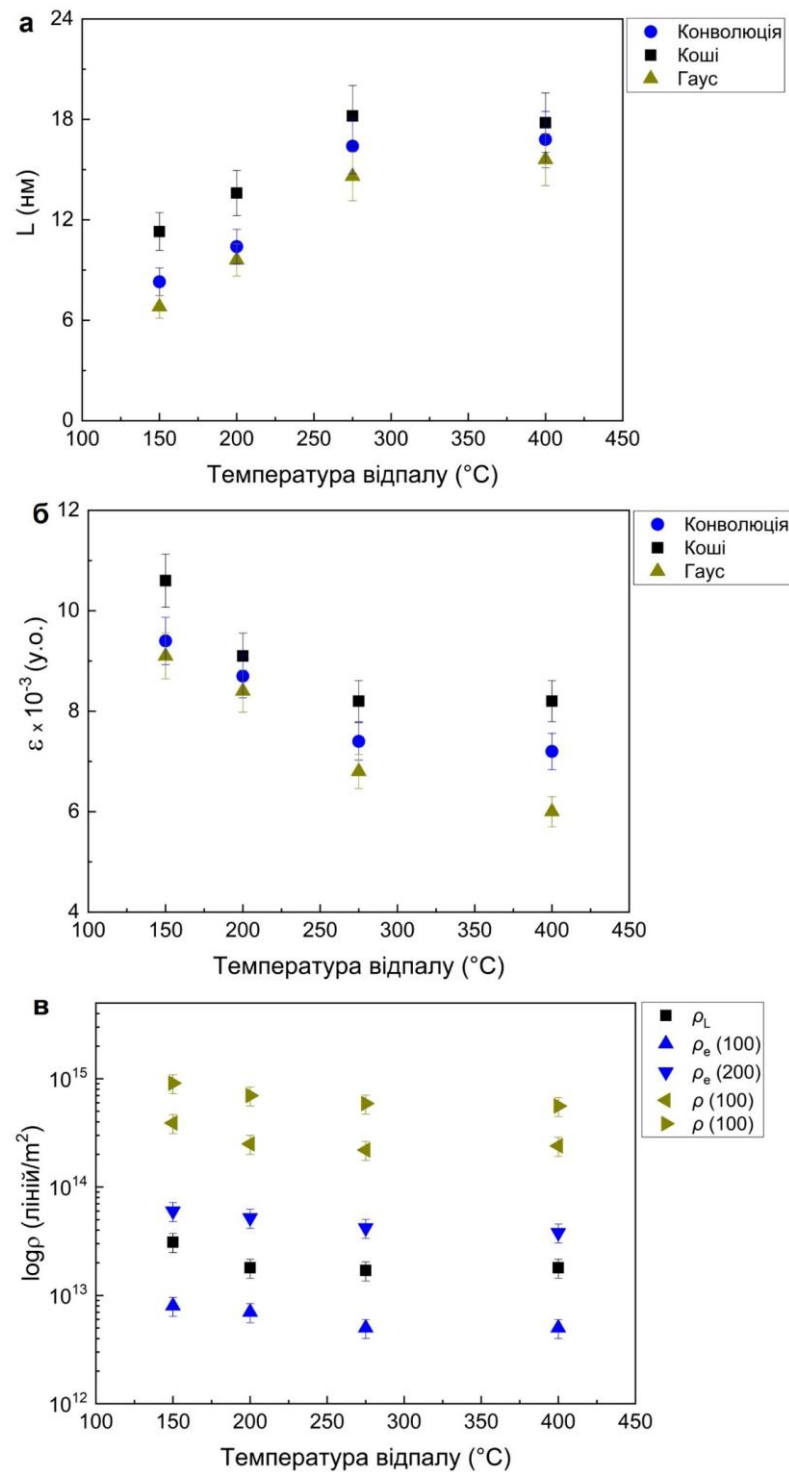 а
24
18
12
6
0
L (нм)
100 150 200 250 300 350 400 450
Температура відпалу (°C)
Конволюція
Коші
Гаус
б
12
10
8
6
4
ε x 10⁻³ (у.о.)
100 150 200 250 300 350 400 450
Температура відпалу (°C)
Конволюція
Коші
Гаус
в
10¹⁵
10¹⁴
10¹³
10¹²
logρ (ліній/m²)
100 150 200 250 300 350 400 450
Температура відпалу (°C)
ρL
ρe (100)
ρe (200)
ρ (100)
ρ (100)